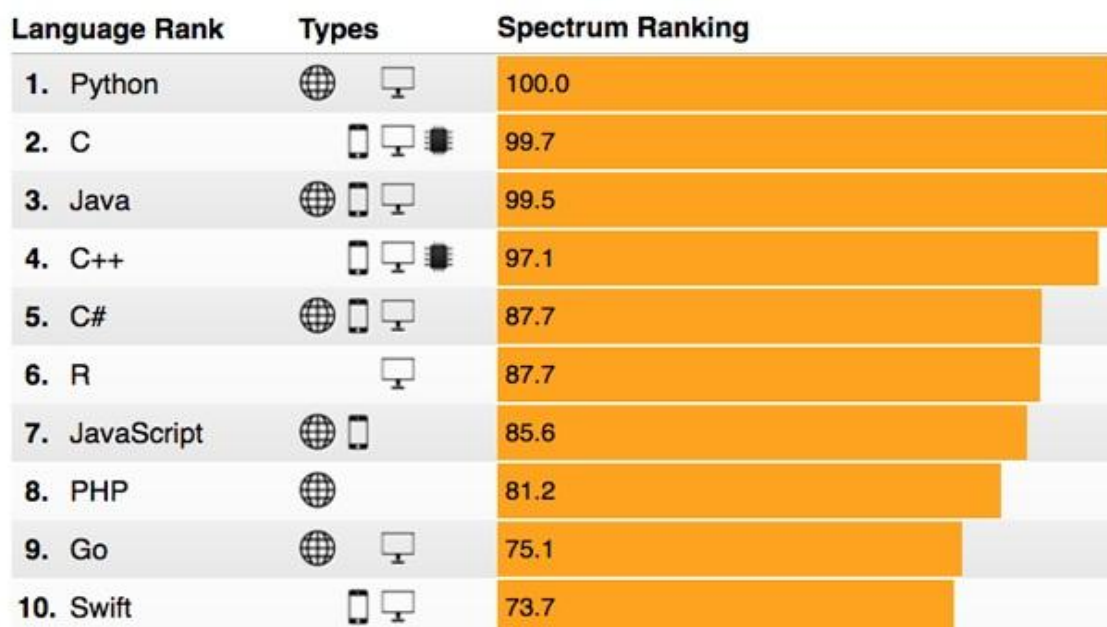 Language Rank Types Spectrum Ranking
1. Python 100.0
2. C 99.7
3. Java 99.5
4. C++ 97.1
5. C# 87.7
6. R 87.7
7. JavaScript 85.6
8. PHP 81.2
9. Go 75.1
10. Swift 73.7